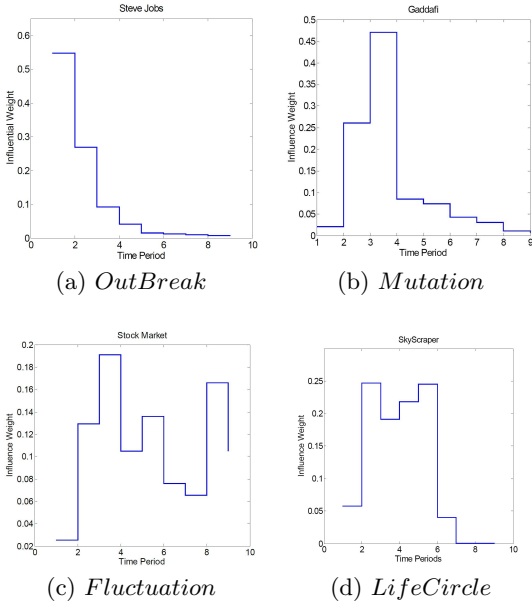 Steve Jobs
Influential Weight
0.6
0.5
0.4
0.3
0.2
0.1
0
0 2 4 6 8 10
Time Period
(a) OutBreak
Gaddafi
Influence Weight
0.5
0.45
0.4
0.35
0.3
0.25
0.2
0.15
0.1
0.05
0
1 2 3 4 5 6 7 8 9
Time Period
(b) Mutation
Stock Market
Influence Weight
0.2
0.18
0.16
0.14
0.12
0.1
0.08
0.06
0.04
0.02
0 2 4 6 8 10
Time Period
(c) Fluctuation
SkyScraper
Influence Weight
0.25
0.2
0.15
0.1
0.05
0
0 2 4 6 8 10
Time Periods
(d) LifeCircle